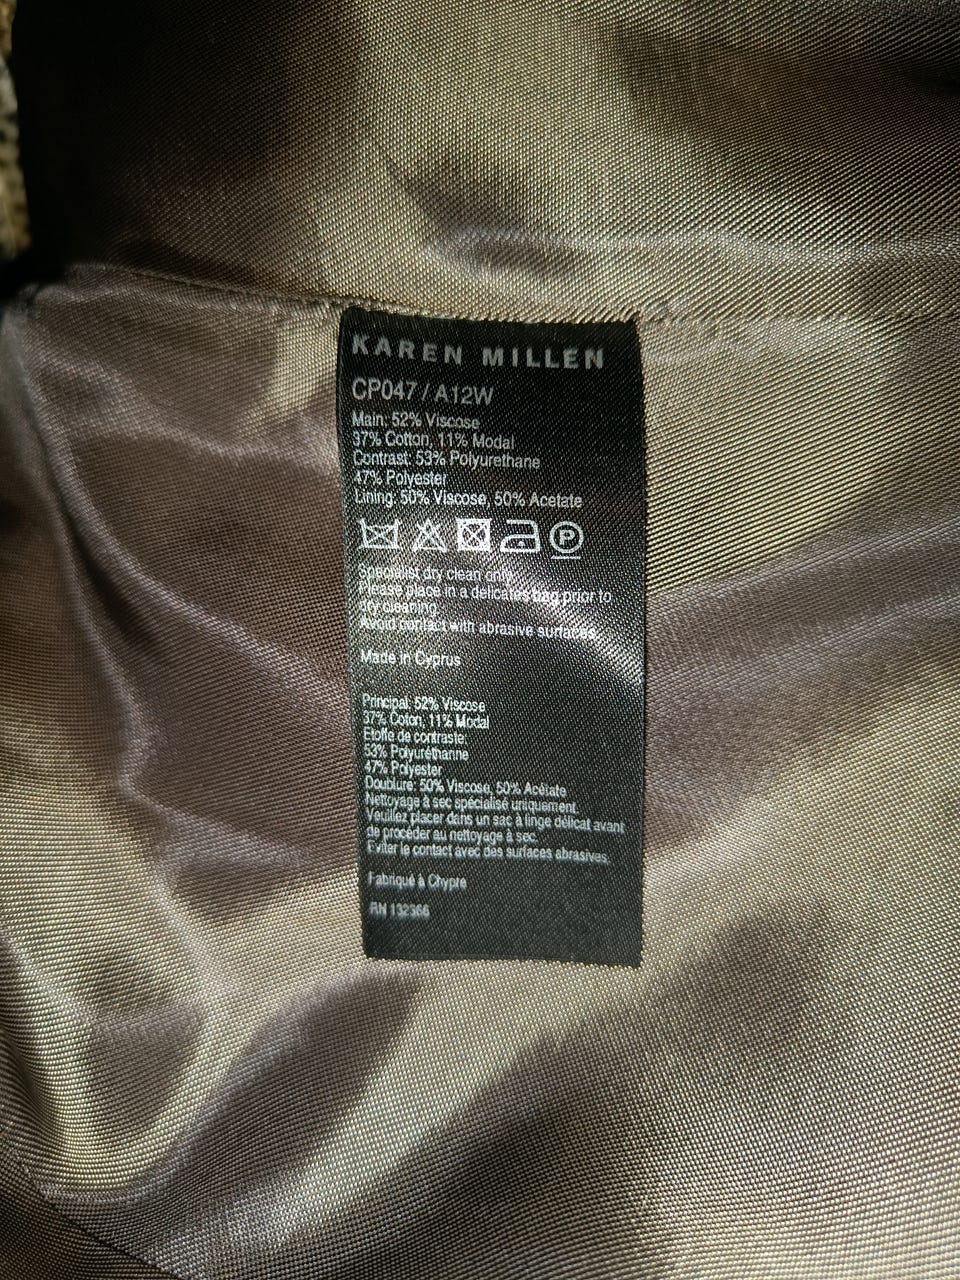 KAREN MILLEN
CP047 / A12W
Main: 52% Viscose
37% Cotton, 11% Modal
Contrast: 53% Polyurethane
47% Polyester
Lining: 50% Viscose, 50% Acetate
P
Specialist dry clean only.
Please place in a delicates bag prior to
dry cleaning.
Avoid contact with abrasive surfaces.
Made in Cyprus
Principal: 52% Viscose
37% Coton, 11% Modal
Etoffe de contraste:
53% Polyuréthanne
47% Polyester
Doublure: 50% Viscose, 50% Acétate
Nettoyage à sec spécialisé uniquement.
Veuillez placer dans un sac à linge délicat avant
de procéder au nettoyage à sec.
Eviter le contact avec des surfaces abrasives.
Fabriqué à Chypre
RN 132366